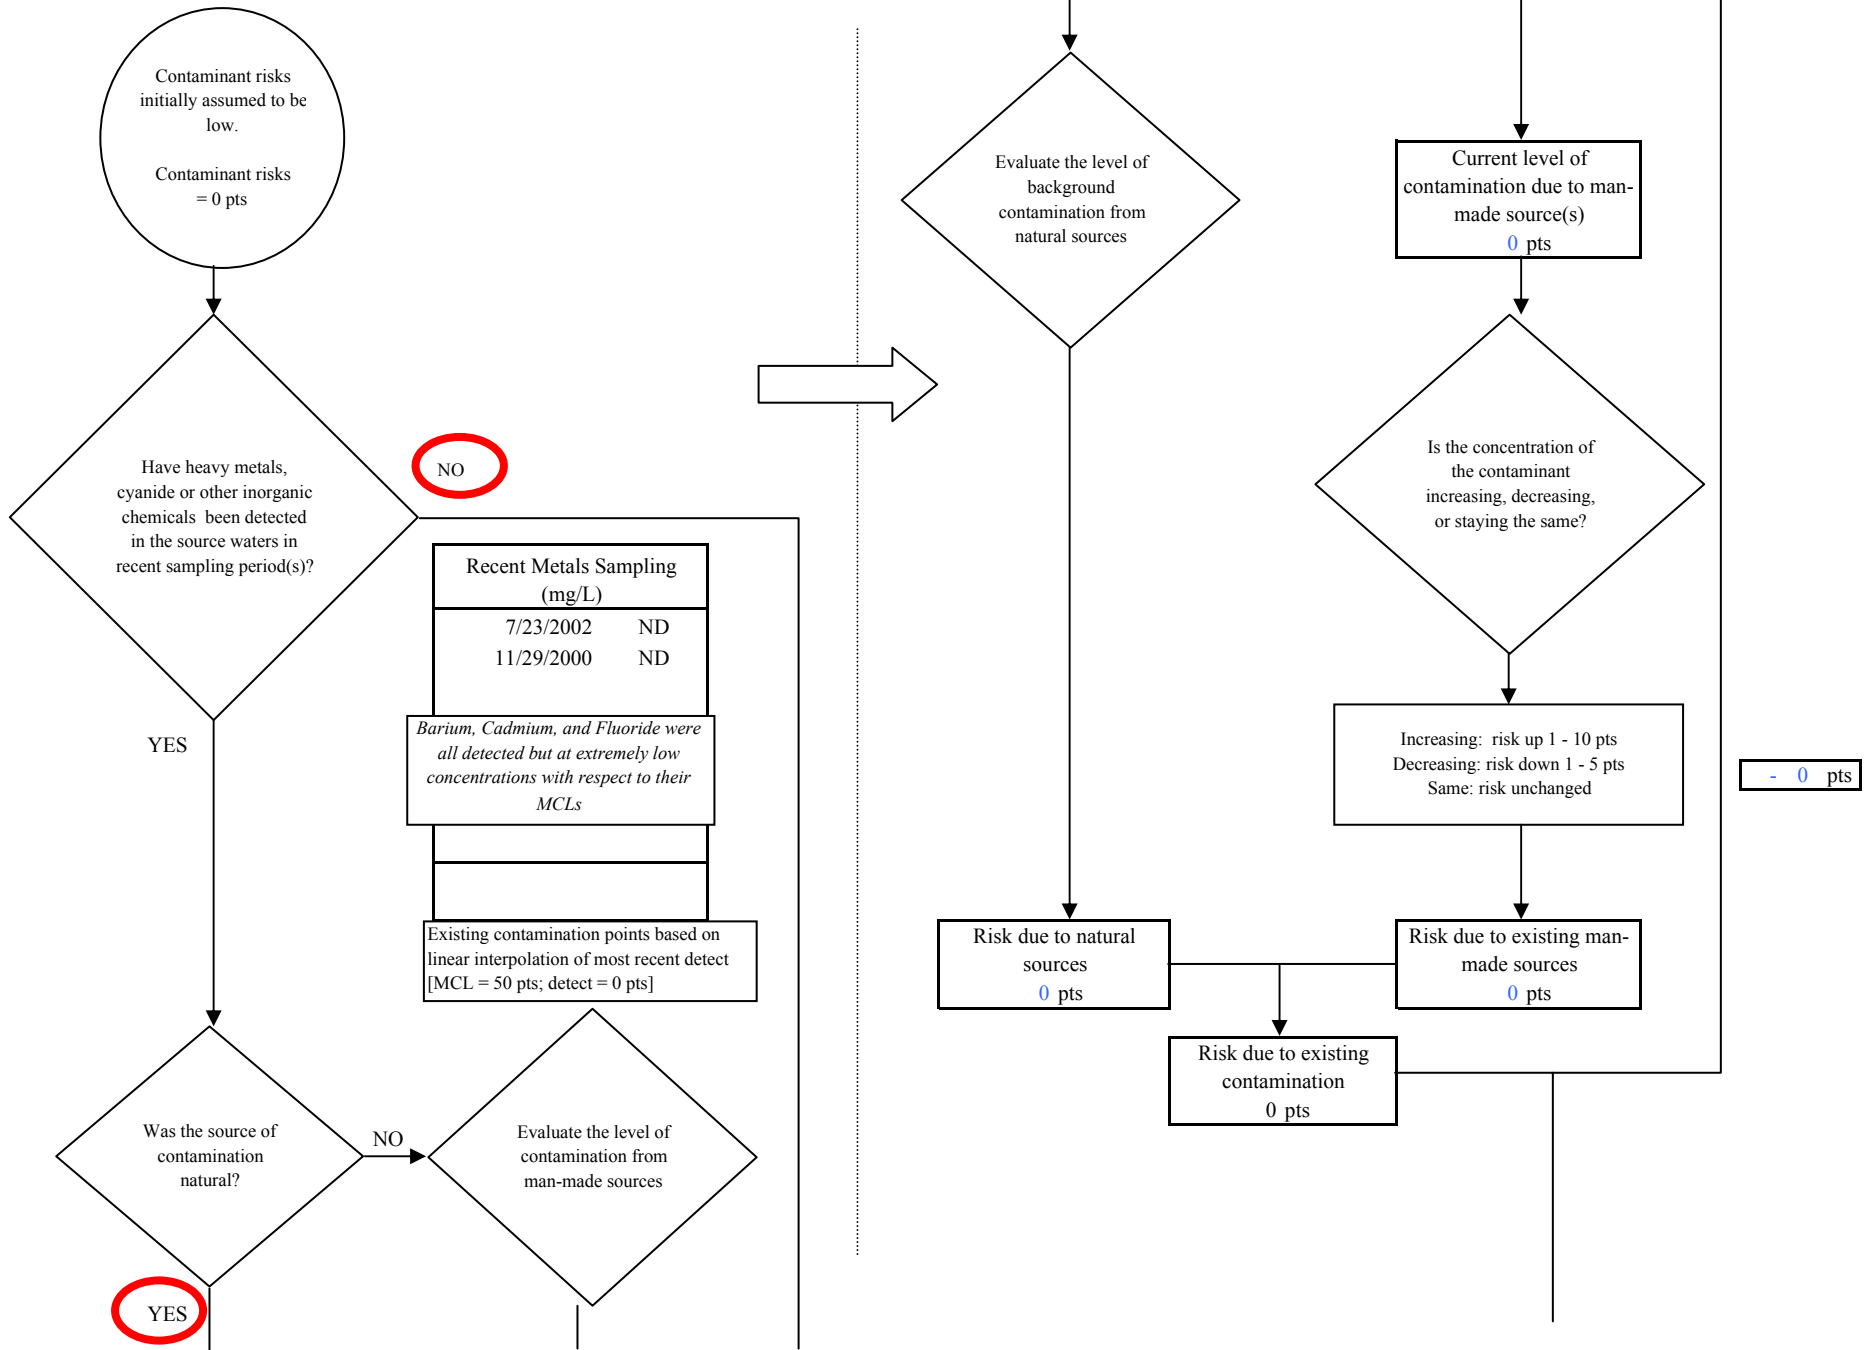 Contaminant risks
initially assumed to be
low.
Contaminant risks
= 0 pts
Have heavy metals,
cyanide or other inorganic
chemicals been detected
in the source waters in
recent sampling period(s)?
NO
YES
Recent Metals Sampling
(mg/L)
7/23/2002 ND
11/29/2000 ND
Barium, Cadmium, and Fluoride were
all detected but at extremely low
concentrations with respect to their
MCLs
Existing contamination points based on
linear interpolation of most recent detect
[MCL = 50 pts; detect = 0 pts]
Was the source of
contamination
natural?
NO
YES
Evaluate the level of
contamination from
man-made sources
Evaluate the level of
background
contamination from
natural sources
Current level of
contamination due to man-
made source(s)
0 pts
Is the concentration of
the contaminant
increasing, decreasing,
or staying the same?
Increasing: risk up 1 - 10 pts
Decreasing: risk down 1 - 5 pts
Same: risk unchanged
- 0 pts
Risk due to natural
sources
0 pts
Risk due to existing man-
made sources
0 pts
Risk due to existing
contamination
0 pts